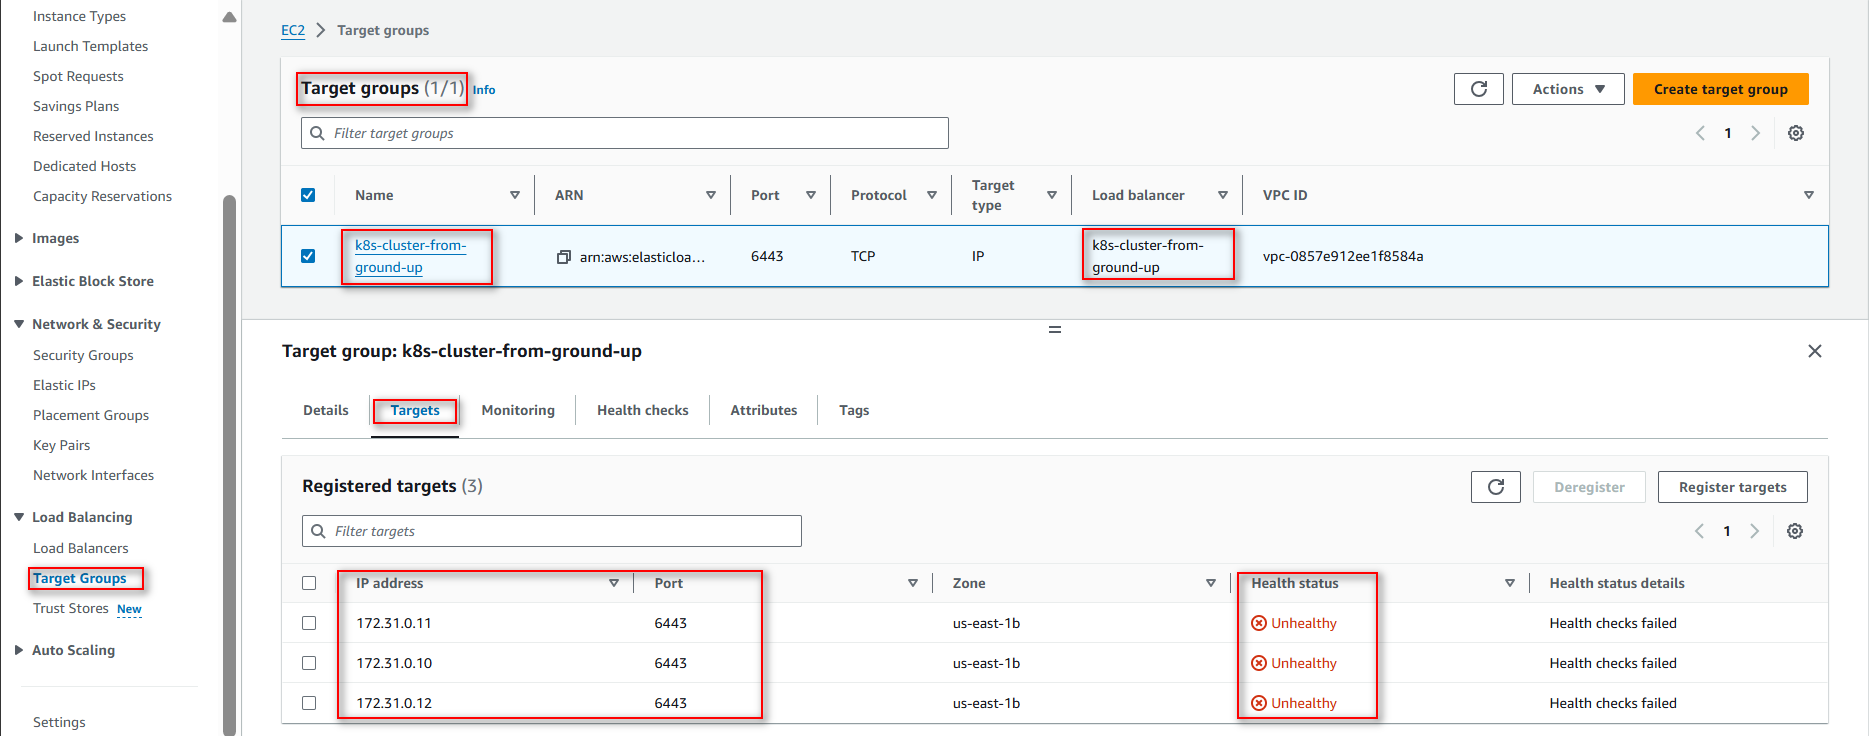 Instance Types
Launch Templates
Spot Requests
Savings Plans
Reserved Instances
Dedicated Hosts
Capacity Reservations
Images
Elastic Block Store
Network & Security
Security Groups
Elastic IPs
Placement Groups
Key Pairs
Network Interfaces
Load Balancing
Load Balancers
Target Groups
Trust Stores New
Auto Scaling
Settings
EC2 Target groups
Target groups (1/1) Info
Actions
Create target group
Filter target groups
1
Name ARN Port Protocol Target type Load balancer VPC ID
k8s-cluster-from-ground-up arn:aws:elasticloa... 6443 TCP IP k8s-cluster-from-ground-up vpc-0857e912ee1f8584a
Target group: k8s-cluster-from-ground-up
Details Targets Monitoring Health checks Attributes Tags
Registered targets (3)
Deregister Register targets
Filter targets
1
IP address Port Zone Health status Health status details
172.31.0.11 6443 us-east-1b Unhealthy Health checks failed
172.31.0.10 6443 us-east-1b Unhealthy Health checks failed
172.31.0.12 6443 us-east-1b Unhealthy Health checks failed